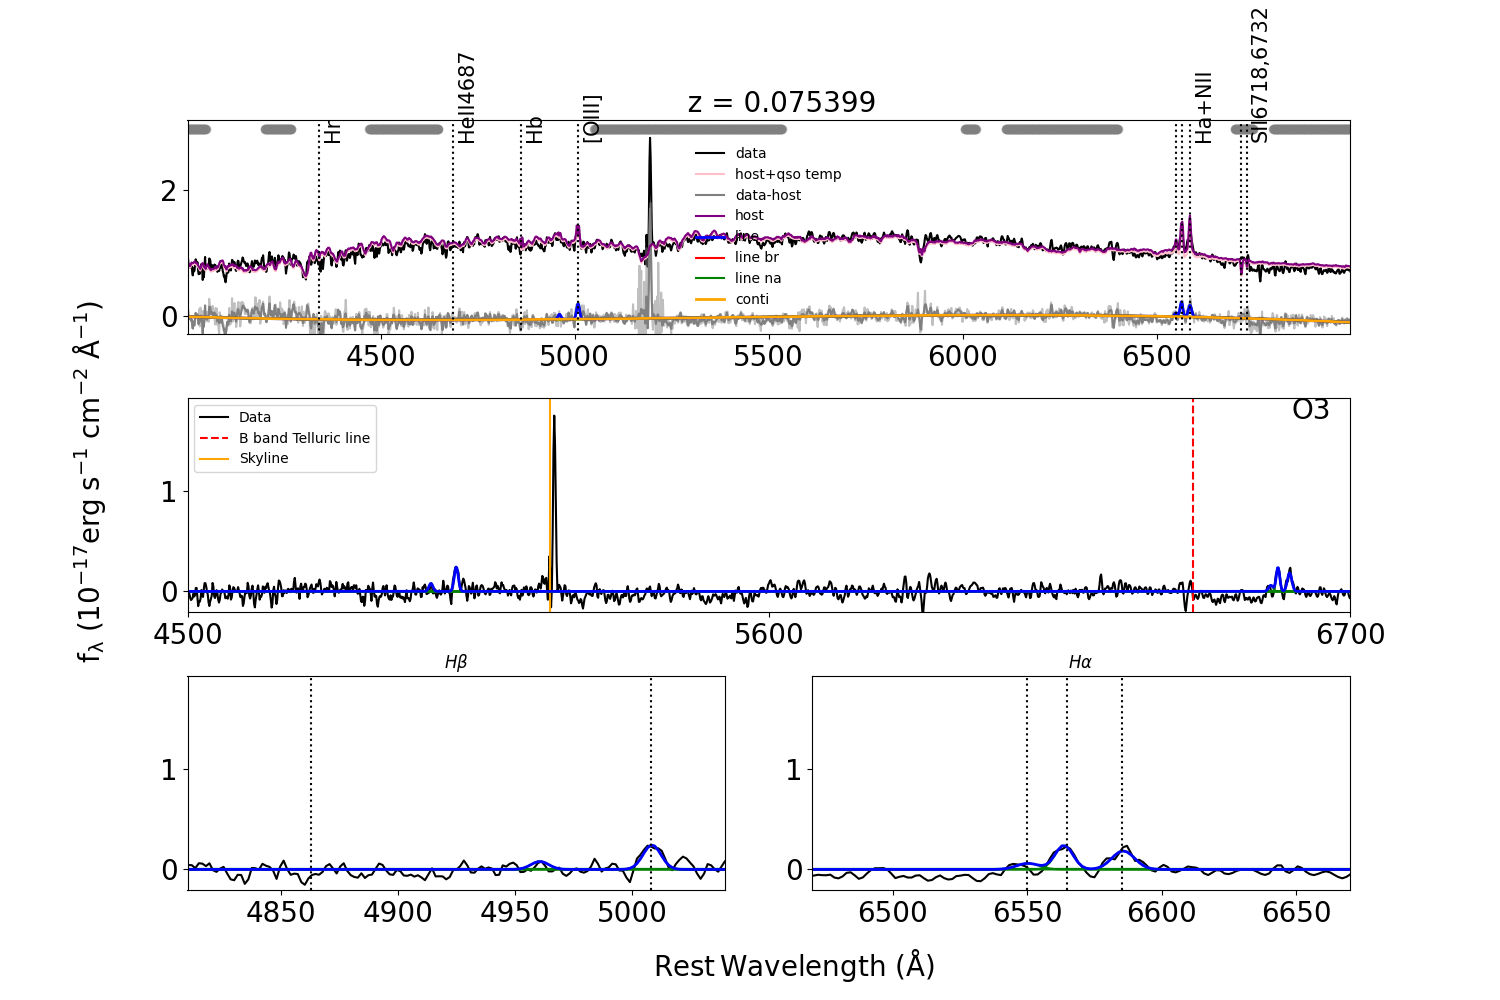 z = 0.075399
Hr
HeII4687
Hb
[OIII]
Ha+NII
SII6718,6732
data
host+qso temp
data-host
host
line
line br
line na
conti
2
0
4500 5000 5500 6000 6500
O3
Data
B band Telluric line
Skyline
1
0
4500 5600 6700
fλ (10−17erg s−1 cm−2 Å−1)
Hβ
1
0
4850 4900 4950 5000
Hα
1
0
6500 6550 6600 6650
Rest Wavelength (Å)